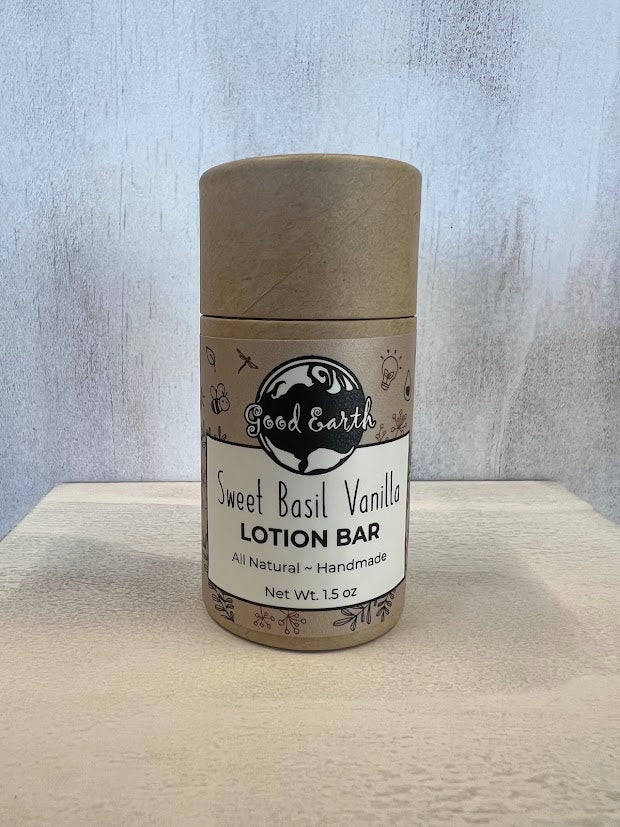 Good Earth
Sweet Basil Vanilla
LOTION BAR
All Natural ~ Handmade
Net Wt. 1.5 oz